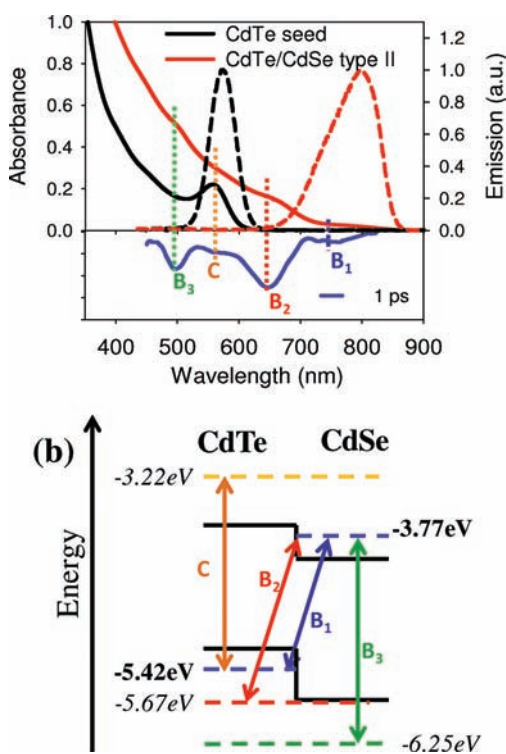 CdTe seed
CdTe/CdSe type II
Absorbance
1.0
0.8
0.6
0.4
0.2
0.0
1.2
1.0
0.8
0.6
0.4
0.2
0.0
Emission (a.u.)
B3
C
B2
B1
1 ps
400 500 600 700 800 900
Wavelength (nm)
(b)
CdTe CdSe
Energy
-3.22eV
-3.77eV
C
B2
B1
B3
-5.42eV
-5.67eV
-6.25eV